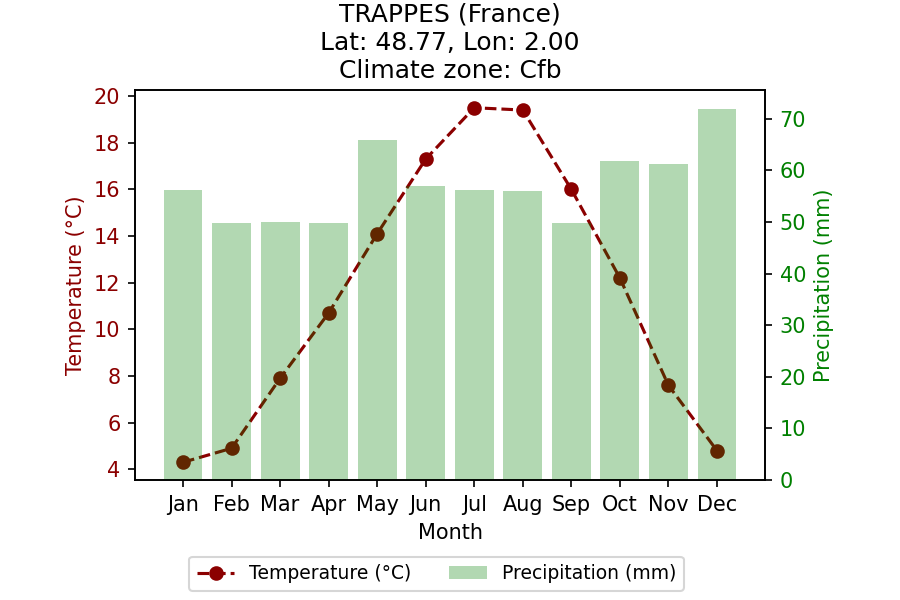 TRAPPES (France)
Lat: 48.77, Lon: 2.00
Climate zone: Cfb
20
18
16
14
12
10
8
6
4
Temperature (°C)
70
60
50
40
30
20
10
0
Precipitation (mm)
Jan Feb Mar Apr May Jun Jul Aug Sep Oct Nov Dec
Month
Temperature (°C) Precipitation (mm)